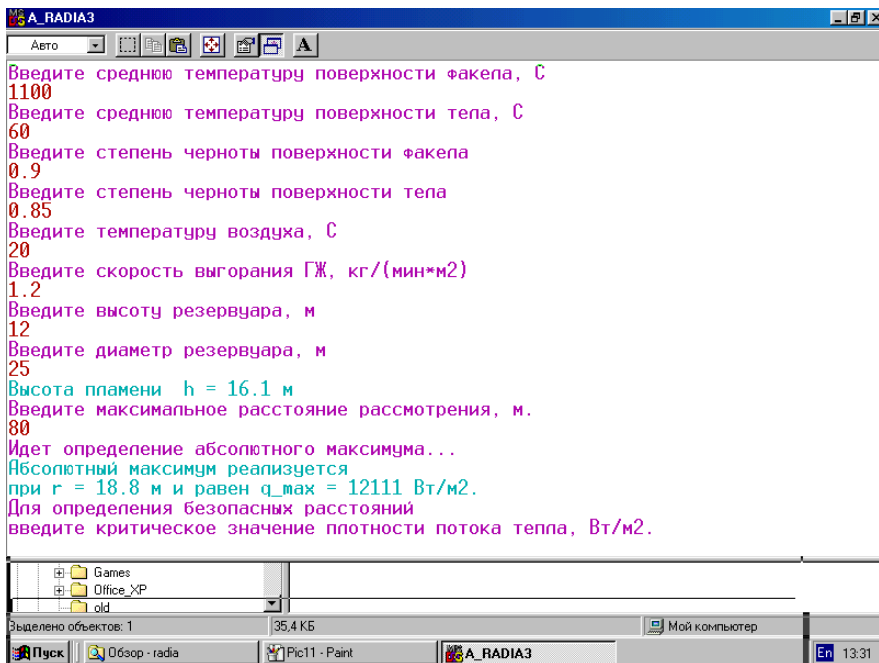 A_RADIA3
Авто
A
Введите среднюю температуру поверхности факела, С
1100
Введите среднюю температуру поверхности тела, С
60
Введите степень черноты поверхности факела
0.9
Введите степень черноты поверхности тела
0.85
Введите температуру воздуха, С
20
Введите скорость выгорания ГЖ, кг/(мин*м2)
1.2
Введите высоту резервуара, м
12
Введите диаметр резервуара, м
25
Высота пламени h = 16.1 м
Введите максимальное расстояние рассмотрения, м.
80
Идет определение абсолютного максимума...
Абсолютный максимум реализуется
при r = 18.8 м и равен q_max = 12111 Вт/м2.
Для определения безопасных расстояний
введите критическое значение плотности потока тепла, Вт/м2.
Games
Office_XP
old
Выделено объектов: 1 35,4 КБ Мой компьютер
Пуск Обзор - radia Pic11 - Paint A_RADIA3 En 13:31